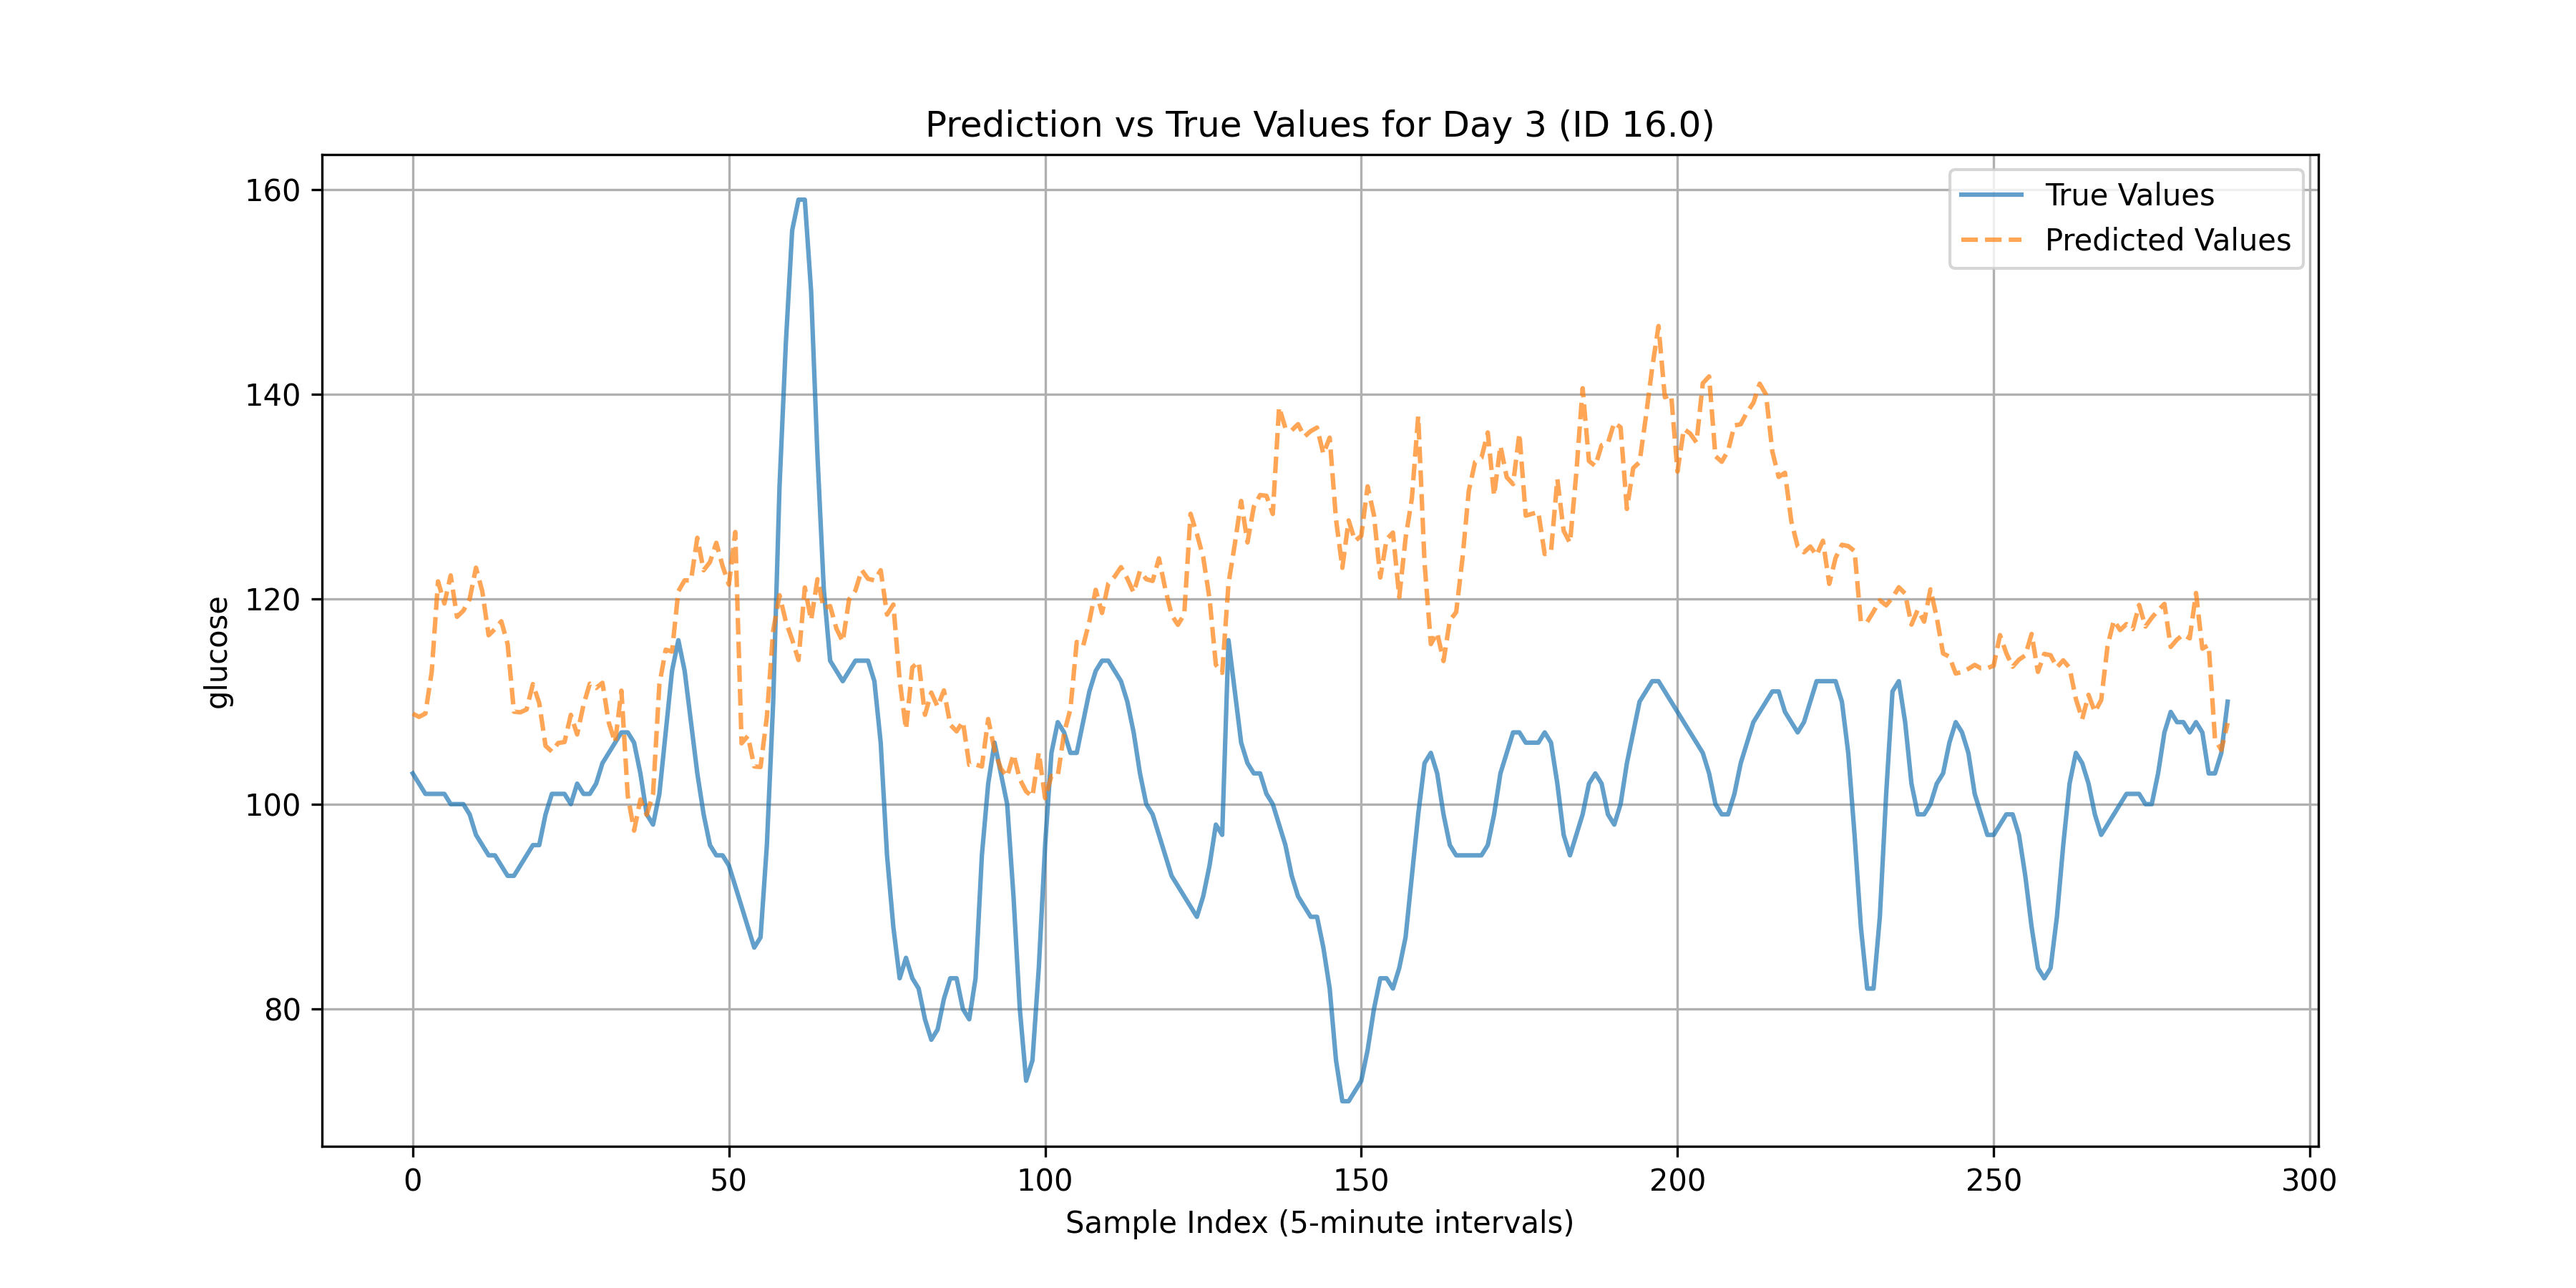 Prediction vs True Values for Day 3 (ID 16.0)
True Values
Predicted Values
160
140
120
100
80
glucose
0 50 100 150 200 250 300
Sample Index (5-minute intervals)